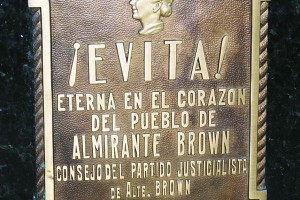 ¡EVITA!
ETERNA EN EL CORAZON
DEL PUEBLO DE
ALMIRANTE BROWN
CONSEJO DEL PARTIDO JUSTICIALISTA
DE ALTE. BROWN